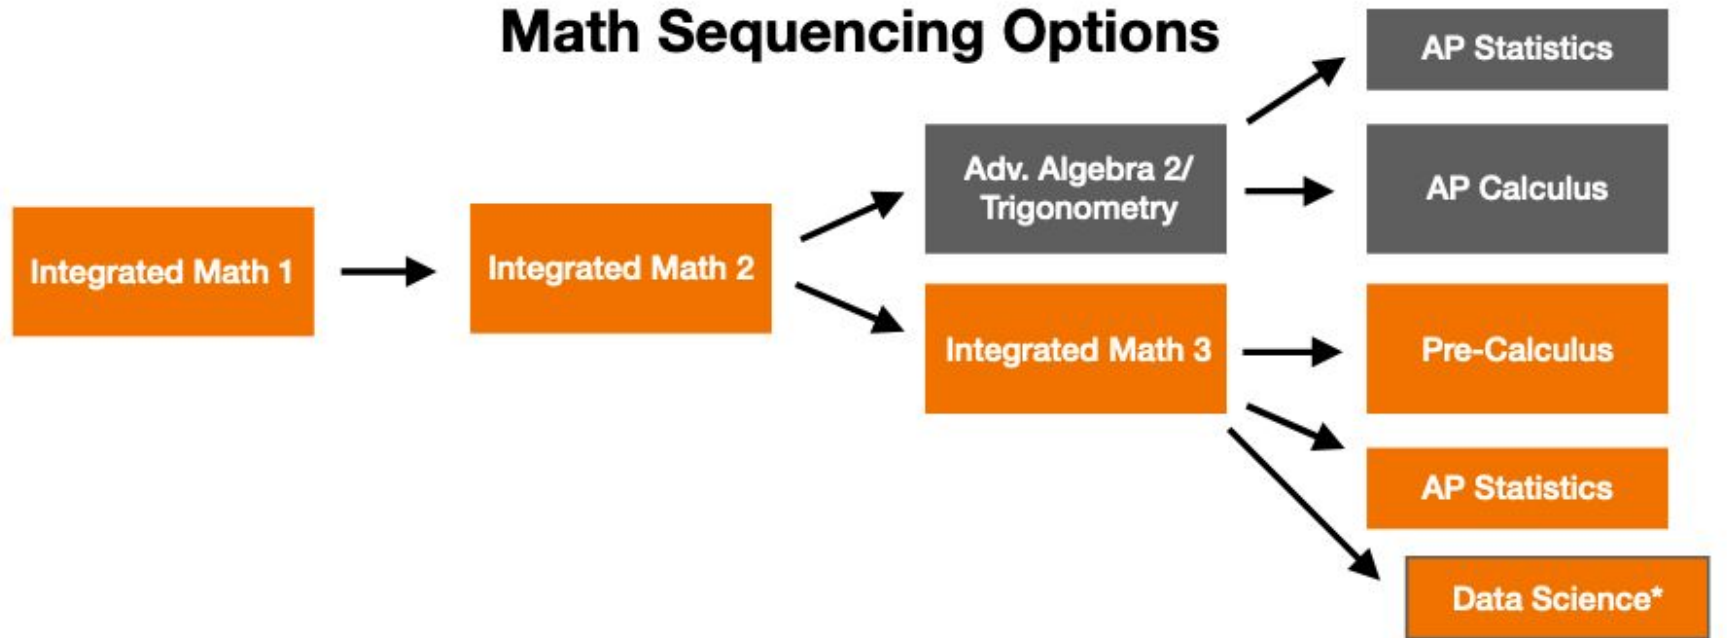 Math Sequencing Options
AP Statistics
Adv. Algebra 2/
Trigonometry
AP Calculus
Integrated Math 1
Integrated Math 2
Integrated Math 3
Pre-Calculus
AP Statistics
Data Science*